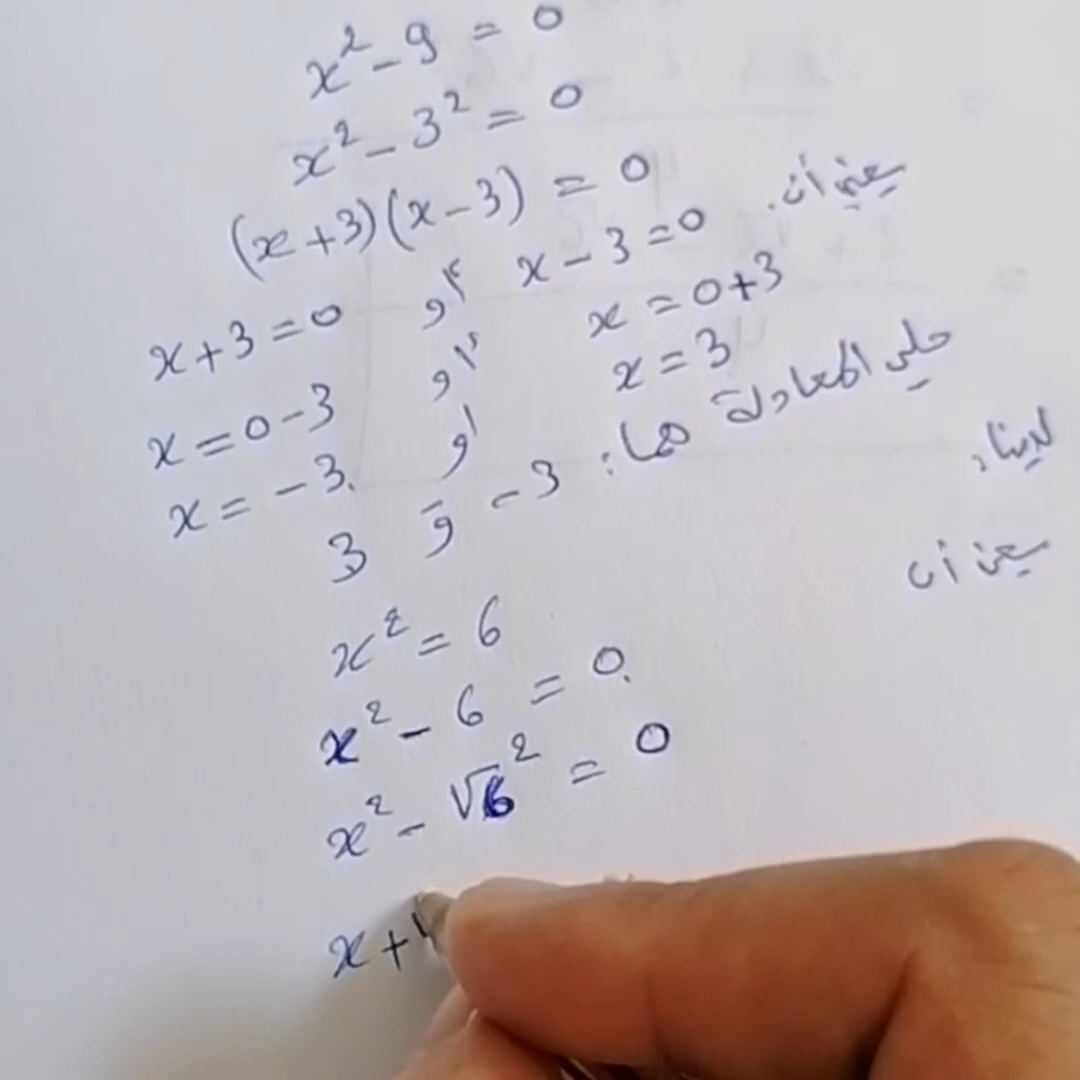 x² - 9 = 0
x² - 3² = 0
(x+3)(x-3) = 0 يعني أن
x+3=0 أو x-3=0
x=0-3 أو x=0+3
x=-3 أو x=3
حلي المعادلة هما: 3- و 3
لدينا
x² = 6
يعني أن
x² - 6 = 0
x² - √6² = 0
x+